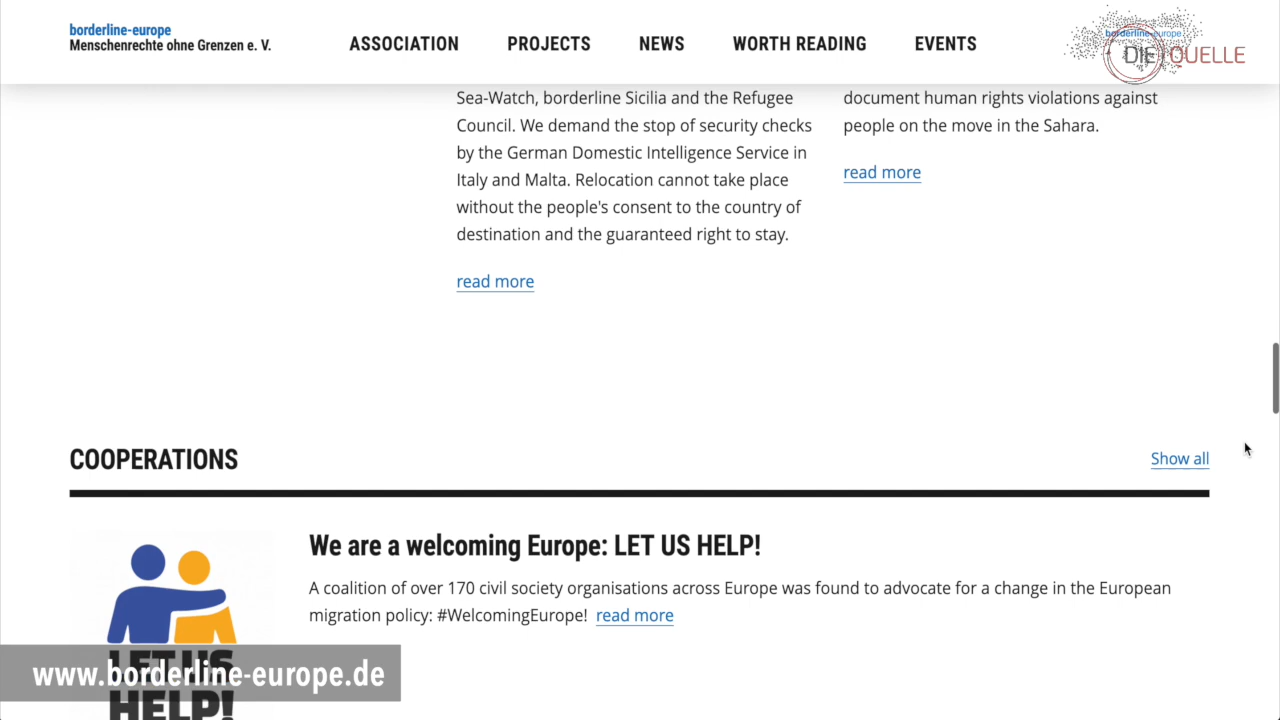 borderline-europe
Menschenrechte ohne Grenzen e. V.
ASSOCIATION
PROJECTS
NEWS
WORTH READING
EVENTS
borderline-europe
DIE QUELLE
Sea-Watch, borderline Sicilia and the Refugee
Council. We demand the stop of security checks
by the German Domestic Intelligence Service in
Italy and Malta. Relocation cannot take place
without the people's consent to the country of
destination and the guaranteed right to stay.
read more
document human rights violations against
people on the move in the Sahara.
read more
COOPERATIONS
Show all
We are a welcoming Europe: LET US HELP!
A coalition of over 170 civil society organisations across Europe was found to advocate for a change in the European
migration policy: #WelcomingEurope! read more
LET US
HELP!
www.borderline-europe.de